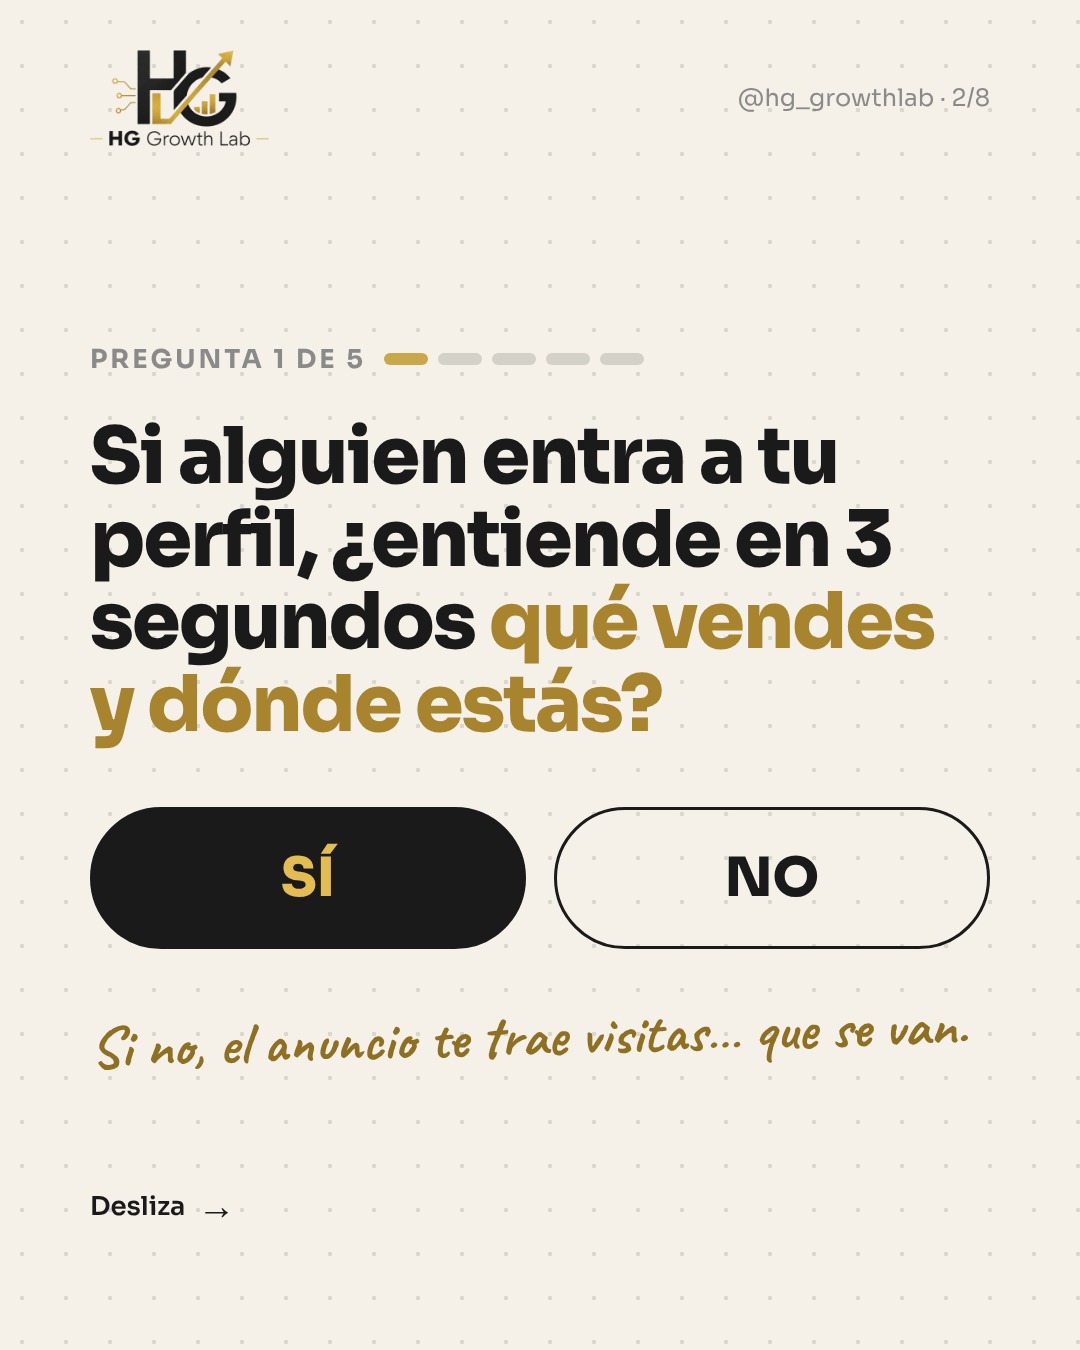 HG
HG Growth Lab
@hg_growthlab · 2/8
PREGUNTA 1 DE 5
Si alguien entra a tu
perfil, ¿entiende en 3
segundos qué vendes
y dónde estás?
SÍ
NO
Si no, el anuncio te trae visitas... que se van.
Desliza →